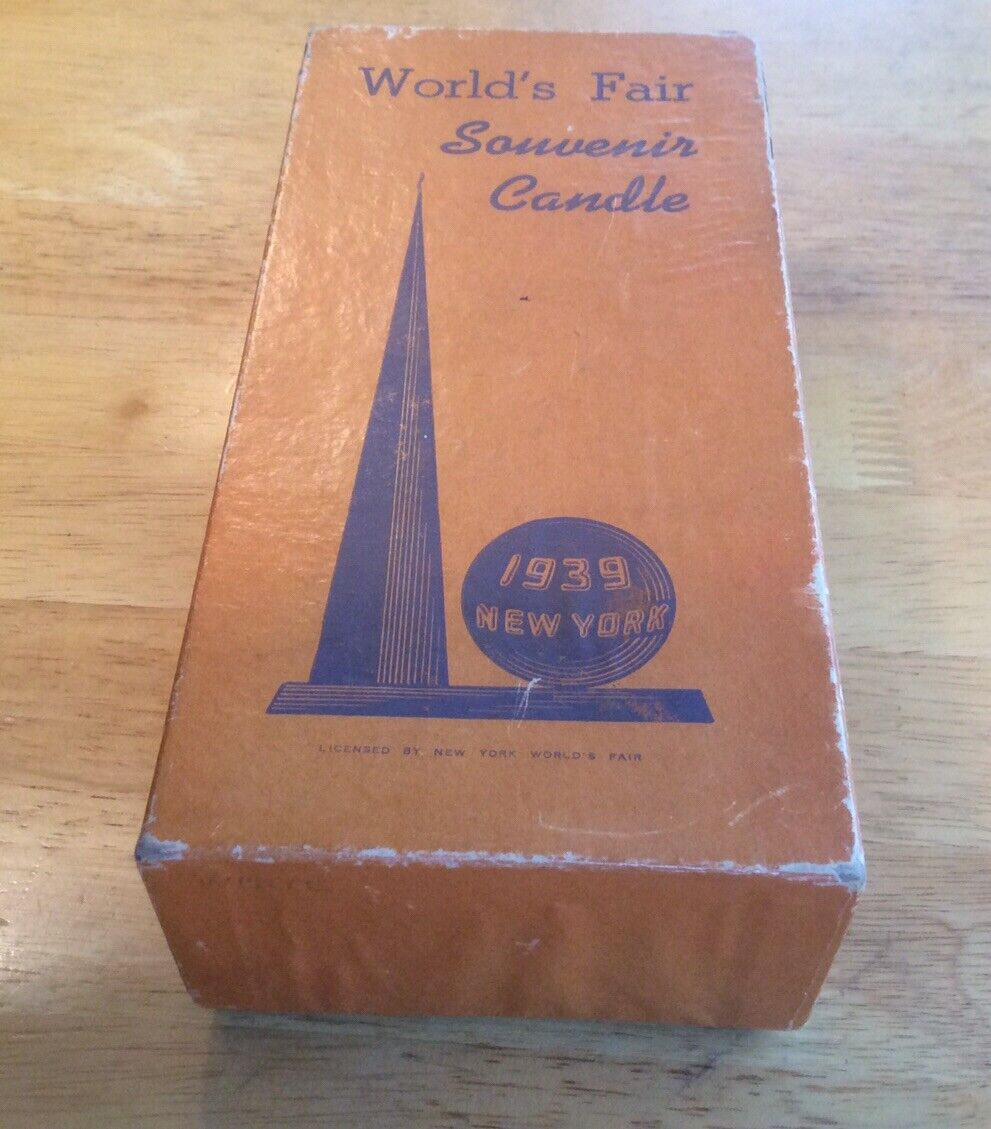 World's Fair
Souvenir
Candle
1939
NEW YORK
LICENSED BY NEW YORK WORLD'S FAIR